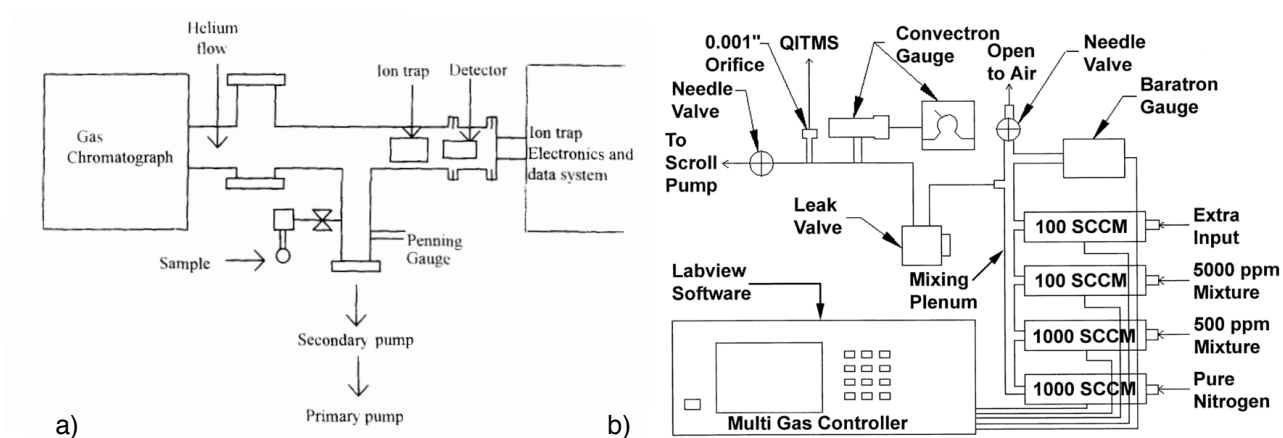 Helium
flow
Gas
Chromatograph
Ion trap
Detector
Ion trap
Electronics and
data system
Sample
Penning
Gauge
Secondary pump
Primary pump
a)
0.001"
Orifice
QITMS
Convectron
Gauge
Open
to Air
Needle
Valve
Needle
Valve
Baratron
Gauge
To
Scroll
Pump
Leak
Valve
Mixing
Plenum
100 SCCM
Extra
Input
100 SCCM
5000 ppm
Mixture
1000 SCCM
500 ppm
Mixture
1000 SCCM
Pure
Nitrogen
Labview
Software
Multi Gas Controller
b)